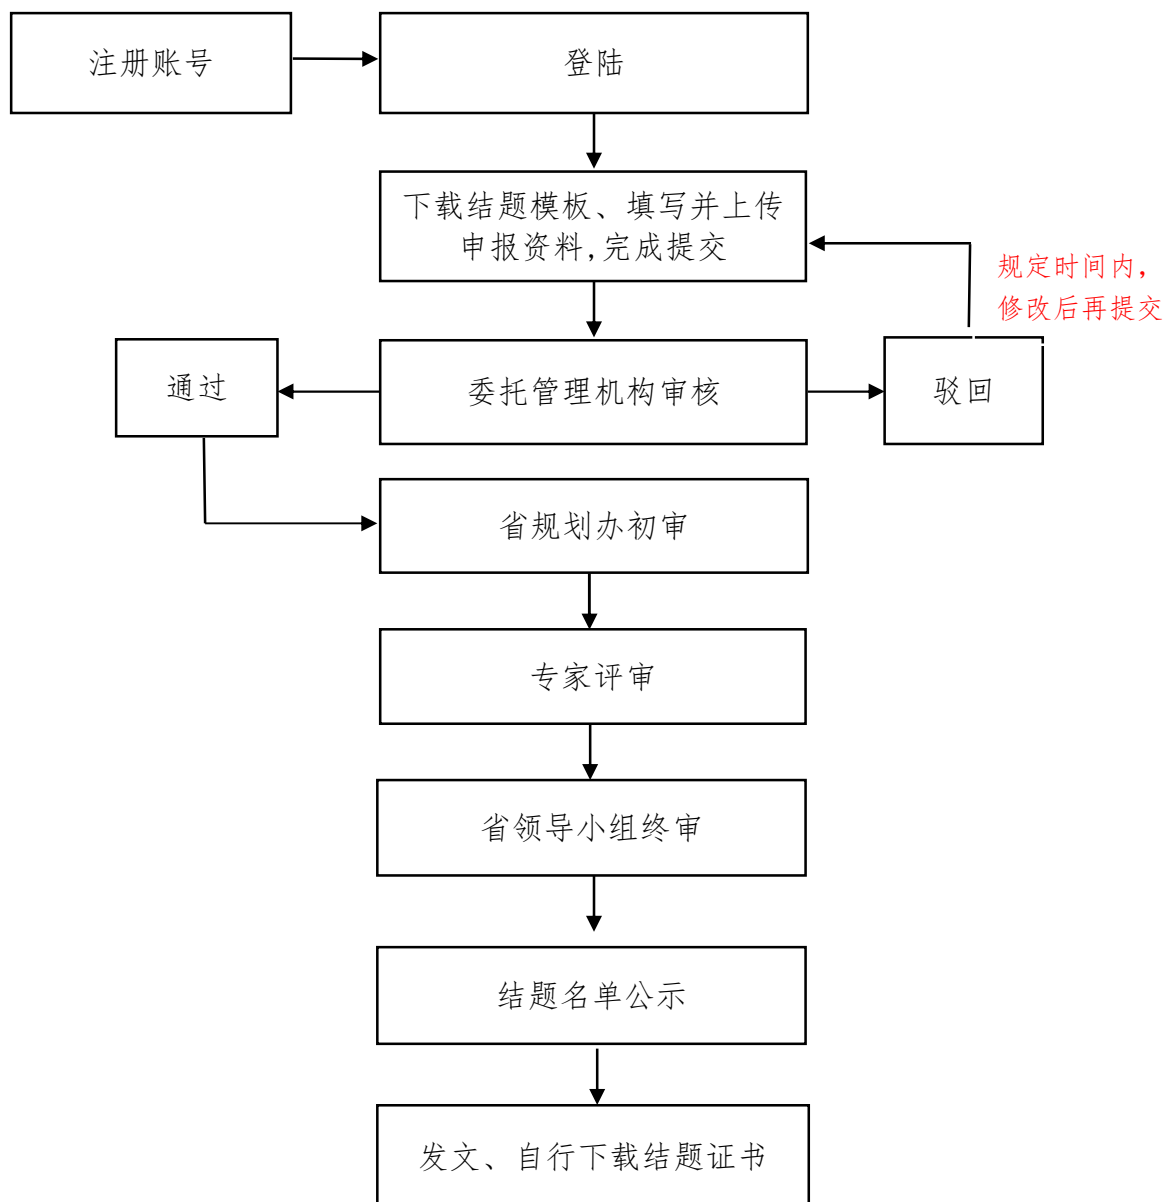 注册账号
登陆
下载结题模板、填写并上传
申报资料,完成提交
规定时间内，
修改后再提交
通过
委托管理机构审核
驳回
省规划办初审
专家评审
省领导小组终审
结题名单公示
发文、自行下载结题证书